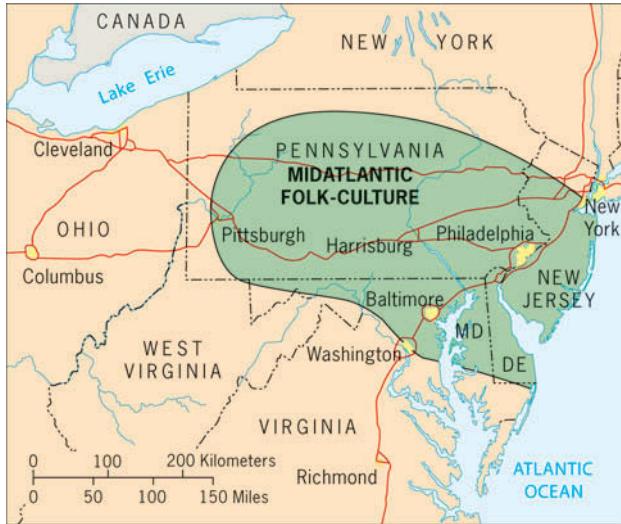 CANADA
NEW YORK
Lake Erie
Cleveland
PENNSYLVANIA
MIDATLANTIC
FOLK-CULTURE
New
York
OHIO
Pittsburgh
Harrisburg
Philadelphia
Columbus
NEW
JERSEY
Baltimore
MD
WEST
VIRGINIA
Washington
DE
VIRGINIA
0 100 200 Kilometers
0 50 100 150 Miles
Richmond
ATLANTIC
OCEAN